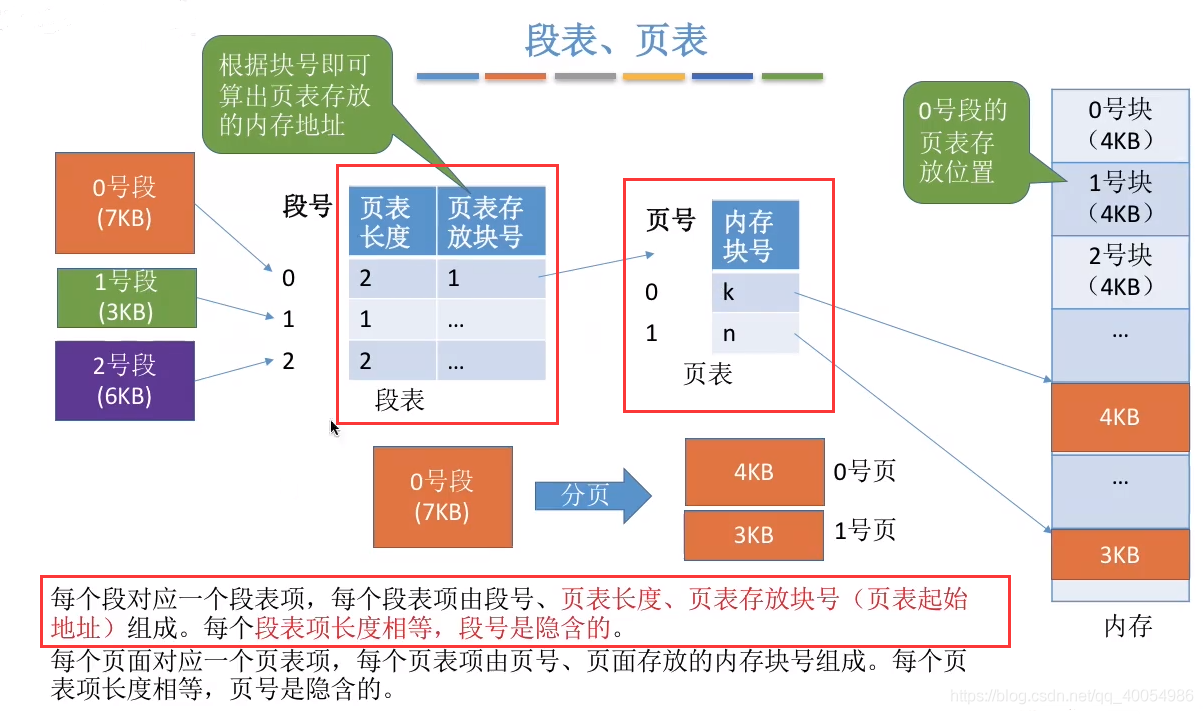 段表、页表
根据块号即可
算出页表存放
的内存地址
0号段的
页表存
放位置
0号段
(7KB)
1号段
(3KB)
2号段
(6KB)
段号
页表
长度
页表存
放块号
0
2
1
1
1
...
2
2
...
段表
页号
内存
块号
0
k
1
n
页表
0号块
（4KB）
1号块
（4KB）
2号块
（4KB）
...
4KB
...
3KB
内存
0号段
(7KB)
分页
4KB
0号页
3KB
1号页
每个段对应一个段表项，每个段表项由段号、页表长度、页表存放块号（页表起始
地址）组成。每个段表项长度相等，段号是隐含的。
每个页面对应一个页表项，每个页表项由页号、页面存放的内存块号组成。每个页
表项长度相等，页号是隐含的。
https://blog.csdn.net/qq_40054986